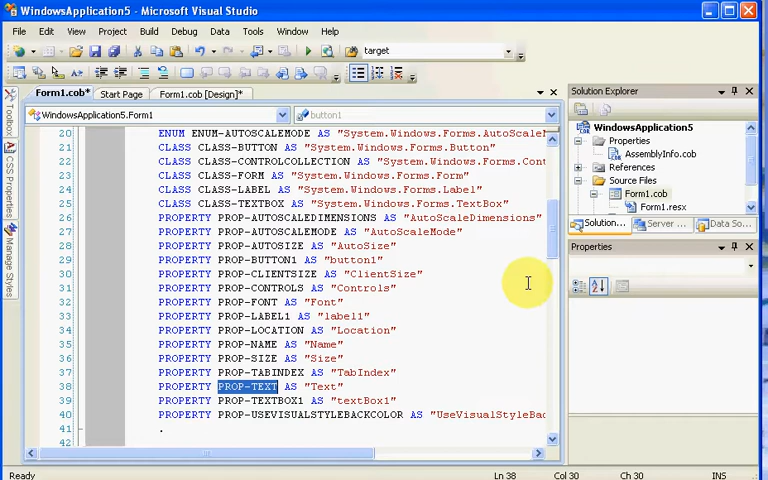 WindowsApplication5 - Microsoft Visual Studio
File Edit View Project Build Debug Data Tools Window Help
target
Form1.cob* Start Page Form1.cob [Design]*
WindowsApplication5.Form1 button1
Toolbox
CSS Properties
Manage Styles
20 ENUM ENUM-AUTOSCALEMODE AS "System.Windows.Forms.AutoScaleM
21 CLASS CLASS-BUTTON AS "System.Windows.Forms.Button"
22 CLASS CLASS-CONTROLCOLLECTION AS "System.Windows.Forms.Cont
23 CLASS CLASS-FORM AS "System.Windows.Forms.Form"
24 CLASS CLASS-LABEL AS "System.Windows.Forms.Label"
25 CLASS CLASS-TEXTBOX AS "System.Windows.Forms.TextBox"
26 PROPERTY PROP-AUTOSCALEDIMENSIONS AS "AutoScaleDimensions"
27 PROPERTY PROP-AUTOSCALEMODE AS "AutoScaleMode"
28 PROPERTY PROP-AUTOSIZE AS "AutoSize"
29 PROPERTY PROP-BUTTON1 AS "button1"
30 PROPERTY PROP-CLIENTSIZE AS "ClientSize"
31 PROPERTY PROP-CONTROLS AS "Controls"
32 PROPERTY PROP-FONT AS "Font"
33 PROPERTY PROP-LABEL1 AS "label1"
34 PROPERTY PROP-LOCATION AS "Location"
35 PROPERTY PROP-NAME AS "Name"
36 PROPERTY PROP-SIZE AS "Size"
37 PROPERTY PROP-TABINDEX AS "TabIndex"
38 PROPERTY PROP-TEXT AS "Text"
39 PROPERTY PROP-TEXTBOX1 AS "textBox1"
40 PROPERTY PROP-USEVISUALSTYLEBACKCOLOR AS "UseVisualStyleBac
41 .
42
Solution Explorer
WindowsApplication5
Properties
AssemblyInfo.cob
References
Source Files
Form1.cob
Form1.resx
Solution... Server ... Data So...
Properties
Ready Ln 38 Col 30 Ch 30 INS